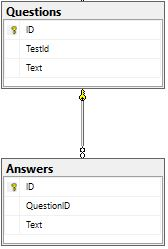 Questions
ID
TestId
Text
Answers
ID
QuestionID
Text